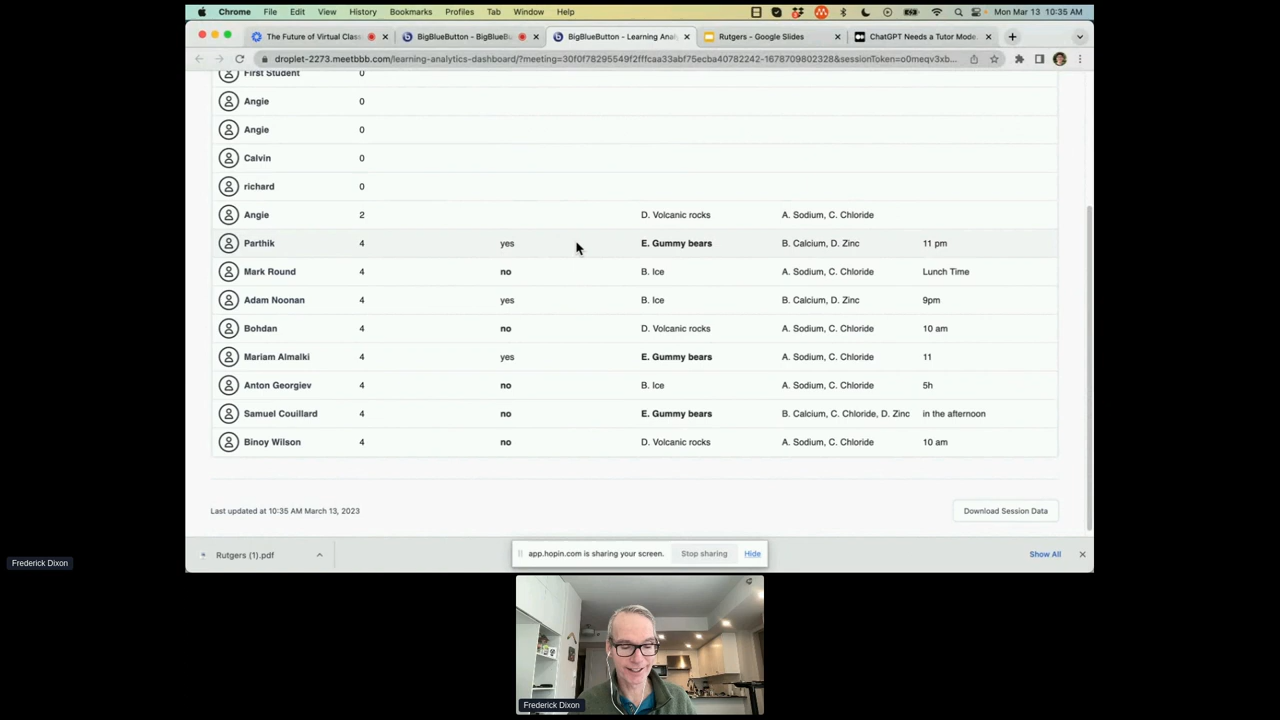 Chrome File Edit View History Bookmarks Profiles Tab Window Help Mon Mar 13 10:35 AM
The Future of Virtual Class BigBlueButton - BigBlueBu BigBlueButton - Learning Anal Rutgers - Google Slides ChatGPT Needs a Tutor Mode.
droplet-2273.meetbbb.com/learning-analytics-dashboard/?meeting=30f0f78295549f2fffcaa33abf75ecba40782242-1678709802328&sessionToken=o0meqv3xb...
First Student 0
Angie 0
Angie 0
Calvin 0
richard 0
Angie 2 D. Volcanic rocks A. Sodium, C. Chloride
Parthik 4 yes E. Gummy bears B. Calcium, D. Zinc 11 pm
Mark Round 4 no B. Ice A. Sodium, C. Chloride Lunch Time
Adam Noonan 4 yes B. Ice B. Calcium, D. Zinc 9pm
Bohdan 4 no D. Volcanic rocks A. Sodium, C. Chloride 10 am
Mariam Almalki 4 yes E. Gummy bears A. Sodium, C. Chloride 11
Anton Georgiev 4 no B. Ice A. Sodium, C. Chloride 5h
Samuel Couillard 4 no E. Gummy bears B. Calcium, C. Chloride, D. Zinc in the afternoon
Binoy Wilson 4 no D. Volcanic rocks A. Sodium, C. Chloride 10 am
Last updated at 10:35 AM March 13, 2023 Download Session Data
Rutgers (1).pdf app.hopin.com is sharing your screen. Stop sharing Hide Show All
Frederick Dixon
Frederick Dixon